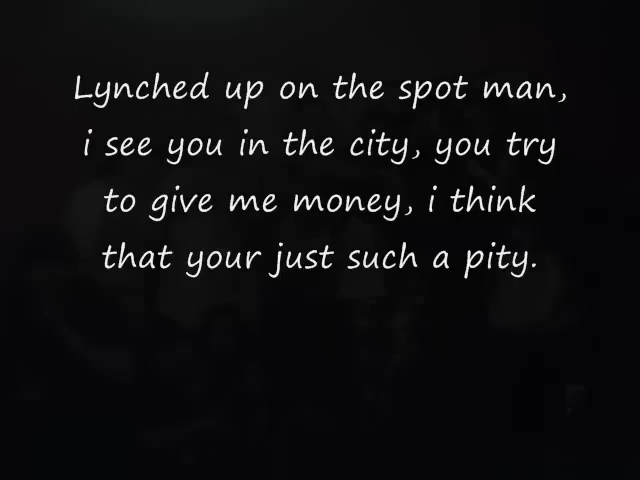 Lynched up on the spot man,
i see you in the city, you try
to give me money, i think
that your just such a pity.